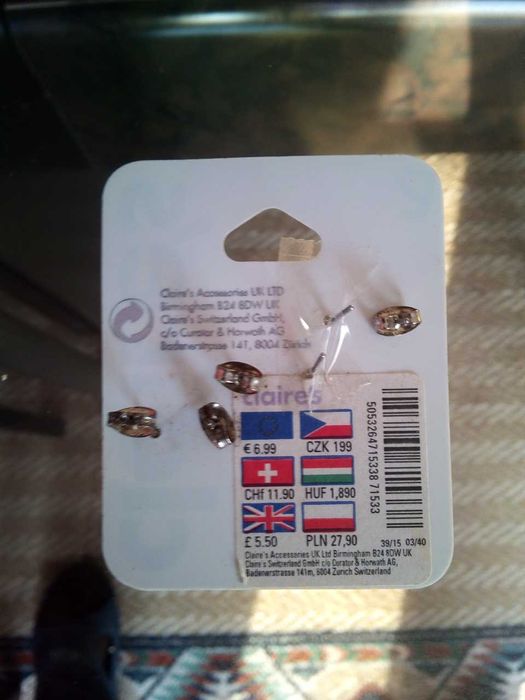 Claire's Accessories UK LTD
Birmingham B24 8DW UK
Claire's Switzerland GmbH,
c/o Curator & Horwath AG
Badenerstrasse 141, 8004 Zürich
claire's
€ 6.99 CZK 199
CHf 11.90 HUF 1,890
£ 5.50 PLN 27,90
5053264715338 71533
39/15 03/40
Claire's Accessories UK Ltd Birmingham B24 8DW UK
Claire's Switzerland GmbH c/o Curator & Horwath AG,
Badenerstrasse 141m, 8004 Zurich Switzerland